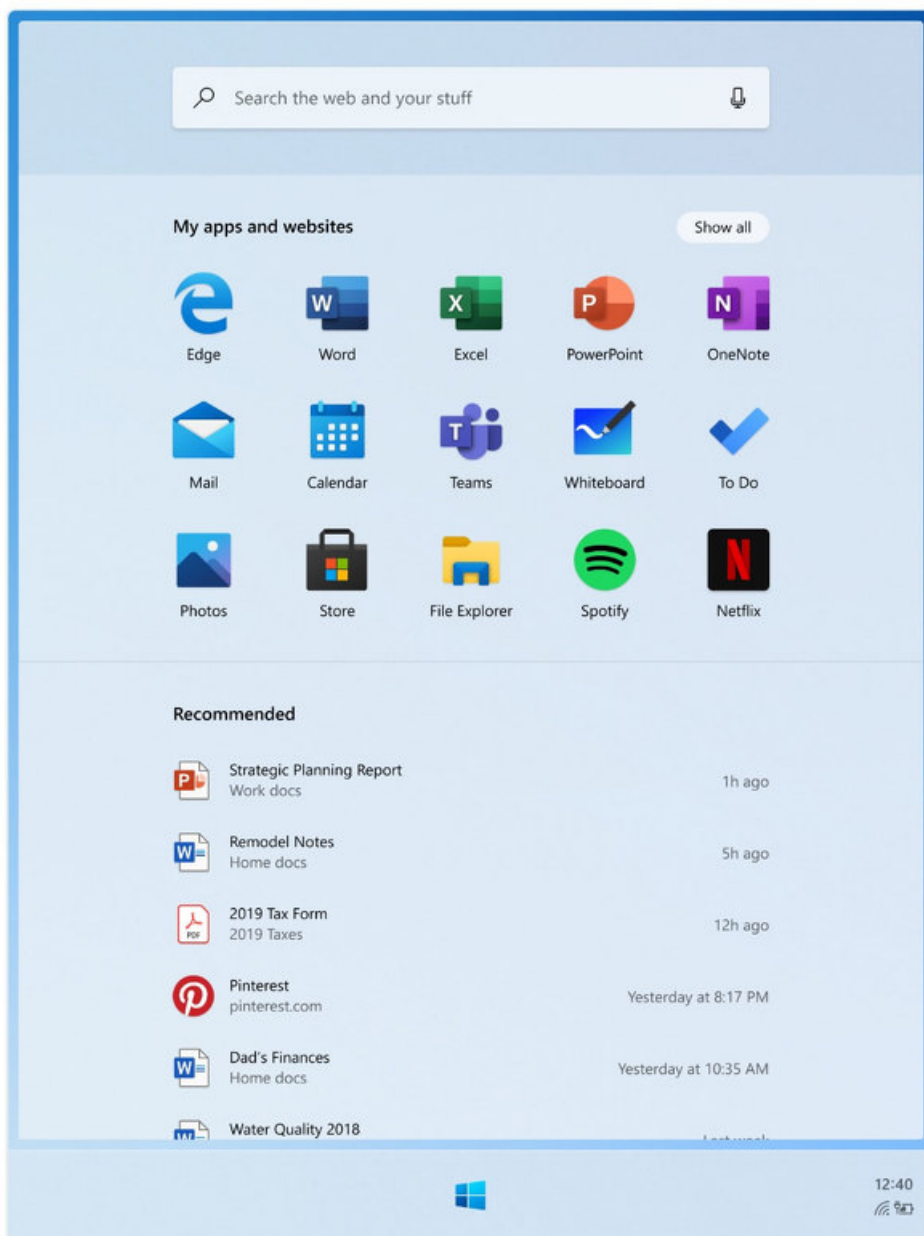 Search the web and your stuff
My apps and websites
Show all
Edge
Word
Excel
PowerPoint
OneNote
Mail
Calendar
Teams
Whiteboard
To Do
Photos
Store
File Explorer
Spotify
Netflix
Recommended
Strategic Planning Report
Work docs
1h ago
Remodel Notes
Home docs
5h ago
2019 Tax Form
2019 Taxes
12h ago
Pinterest
pinterest.com
Yesterday at 8:17 PM
Dad's Finances
Home docs
Yesterday at 10:35 AM
Water Quality 2018
Last week
12:40